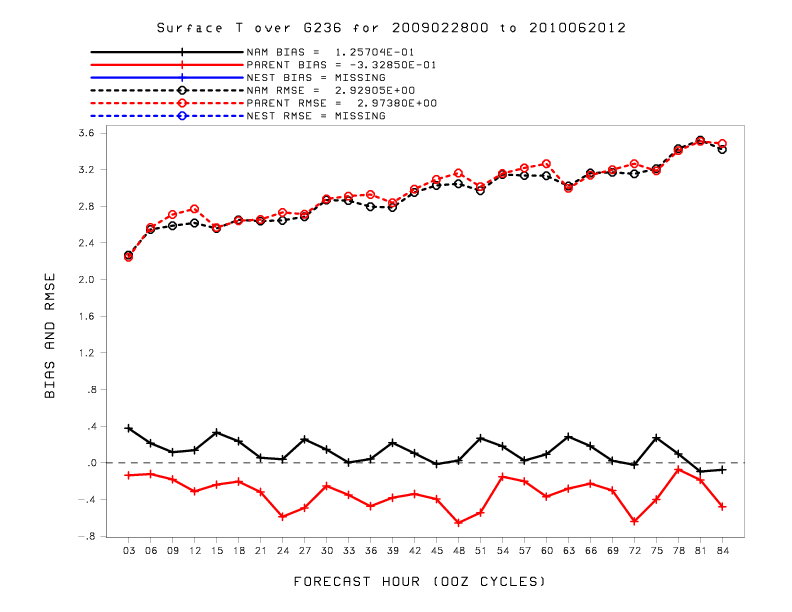 Surface T over G236 for 2009022800 to 2010062012
NAM BIAS = 1.25704E-01
PARENT BIAS = -3.32850E-01
NEST BIAS = MISSING
NAM RMSE = 2.92905E+00
PARENT RMSE = 2.97380E+00
NEST RMSE = MISSING
3.6
3.2
2.8
2.4
2.0
1.6
1.2
.8
.4
.0
-.4
-.8
BIAS AND RMSE
03 06 09 12 15 18 21 24 27 30 33 36 39 42 45 48 51 54 57 60 63 66 69 72 75 78 81 84
FORECAST HOUR (00Z CYCLES)